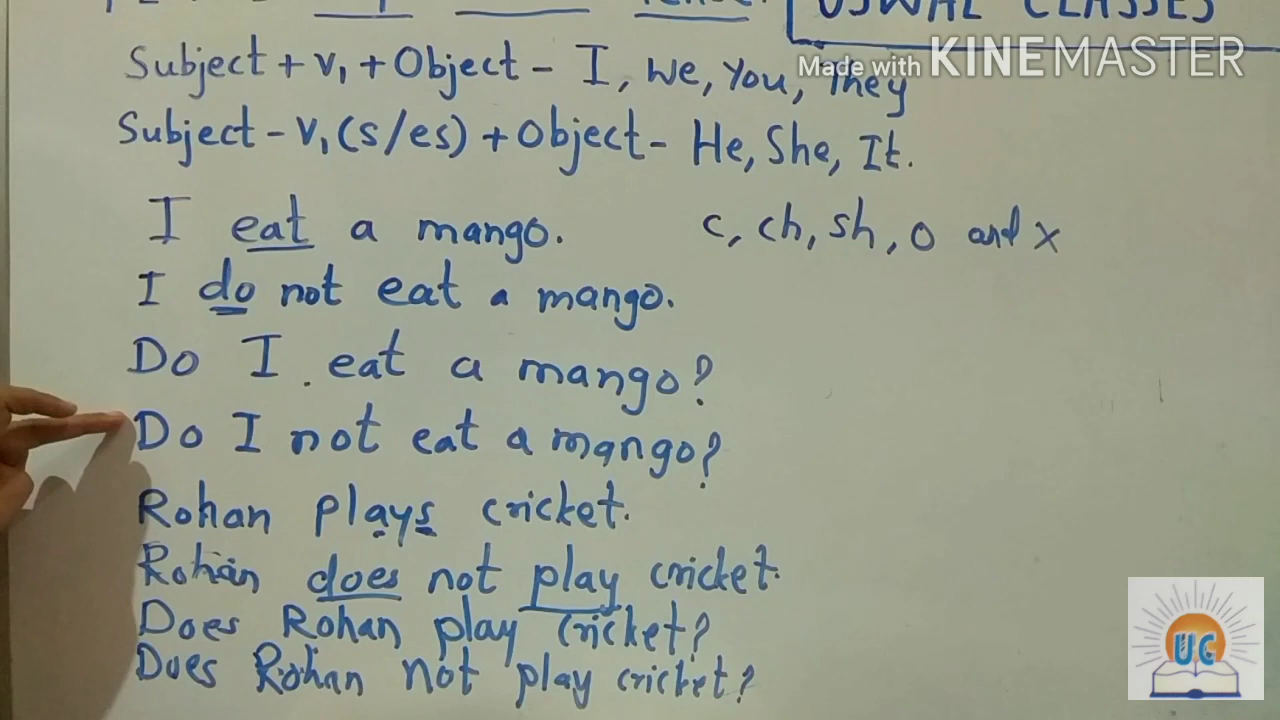 USUAL CLASSES
Made with KINEMASTER
Subject + V₁ + Object - I, We, You, They
Subject - V₁ (s/es) + Object - He, She, It.
I eat a mango. c, ch, sh, o and x
I do not eat a mango.
Do I eat a mango?
Do I not eat a mango?
Rohan plays cricket.
Rohan does not play cricket.
Does Rohan play cricket?
Does Rohan not play cricket?
UC